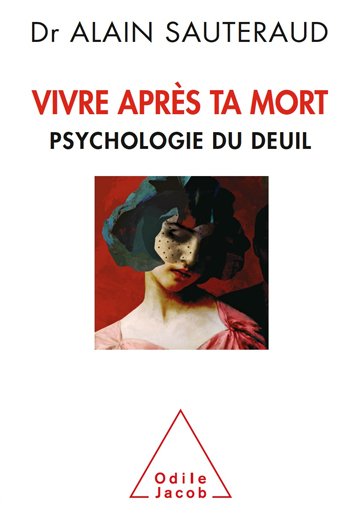 Dr ALAIN SAUTERAUD
VIVRE APRÈS TA MORT
PSYCHOLOGIE DU DEUIL
Odile
Jacob